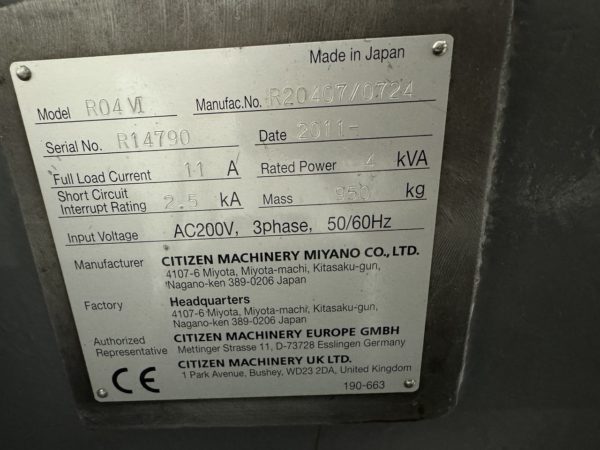 Made in Japan
Model R04 VI Manufac.No. R20407/0724
Serial No. R14790 Date 2011-
Full Load Current 11 A Rated Power 4 kVA
Short Circuit
Interrupt Rating 2.5 kA Mass 950 kg
Input Voltage AC200V, 3phase, 50/60Hz
Manufacturer CITIZEN MACHINERY MIYANO CO., LTD.
4107-6 Miyota, Miyota-machi, Kitasaku-gun,
Nagano-ken 389-0206 Japan
Factory Headquarters
4107-6 Miyota, Miyota-machi, Kitasaku-gun,
Nagano-ken 389-0206 Japan
Authorized
Representative CITIZEN MACHINERY EUROPE GMBH
Mettinger Strasse 11, D-73728 Esslingen Germany
CITIZEN MACHINERY UK LTD.
1 Park Avenue, Bushey, WD23 2DA, United Kingdom
CE
190-663